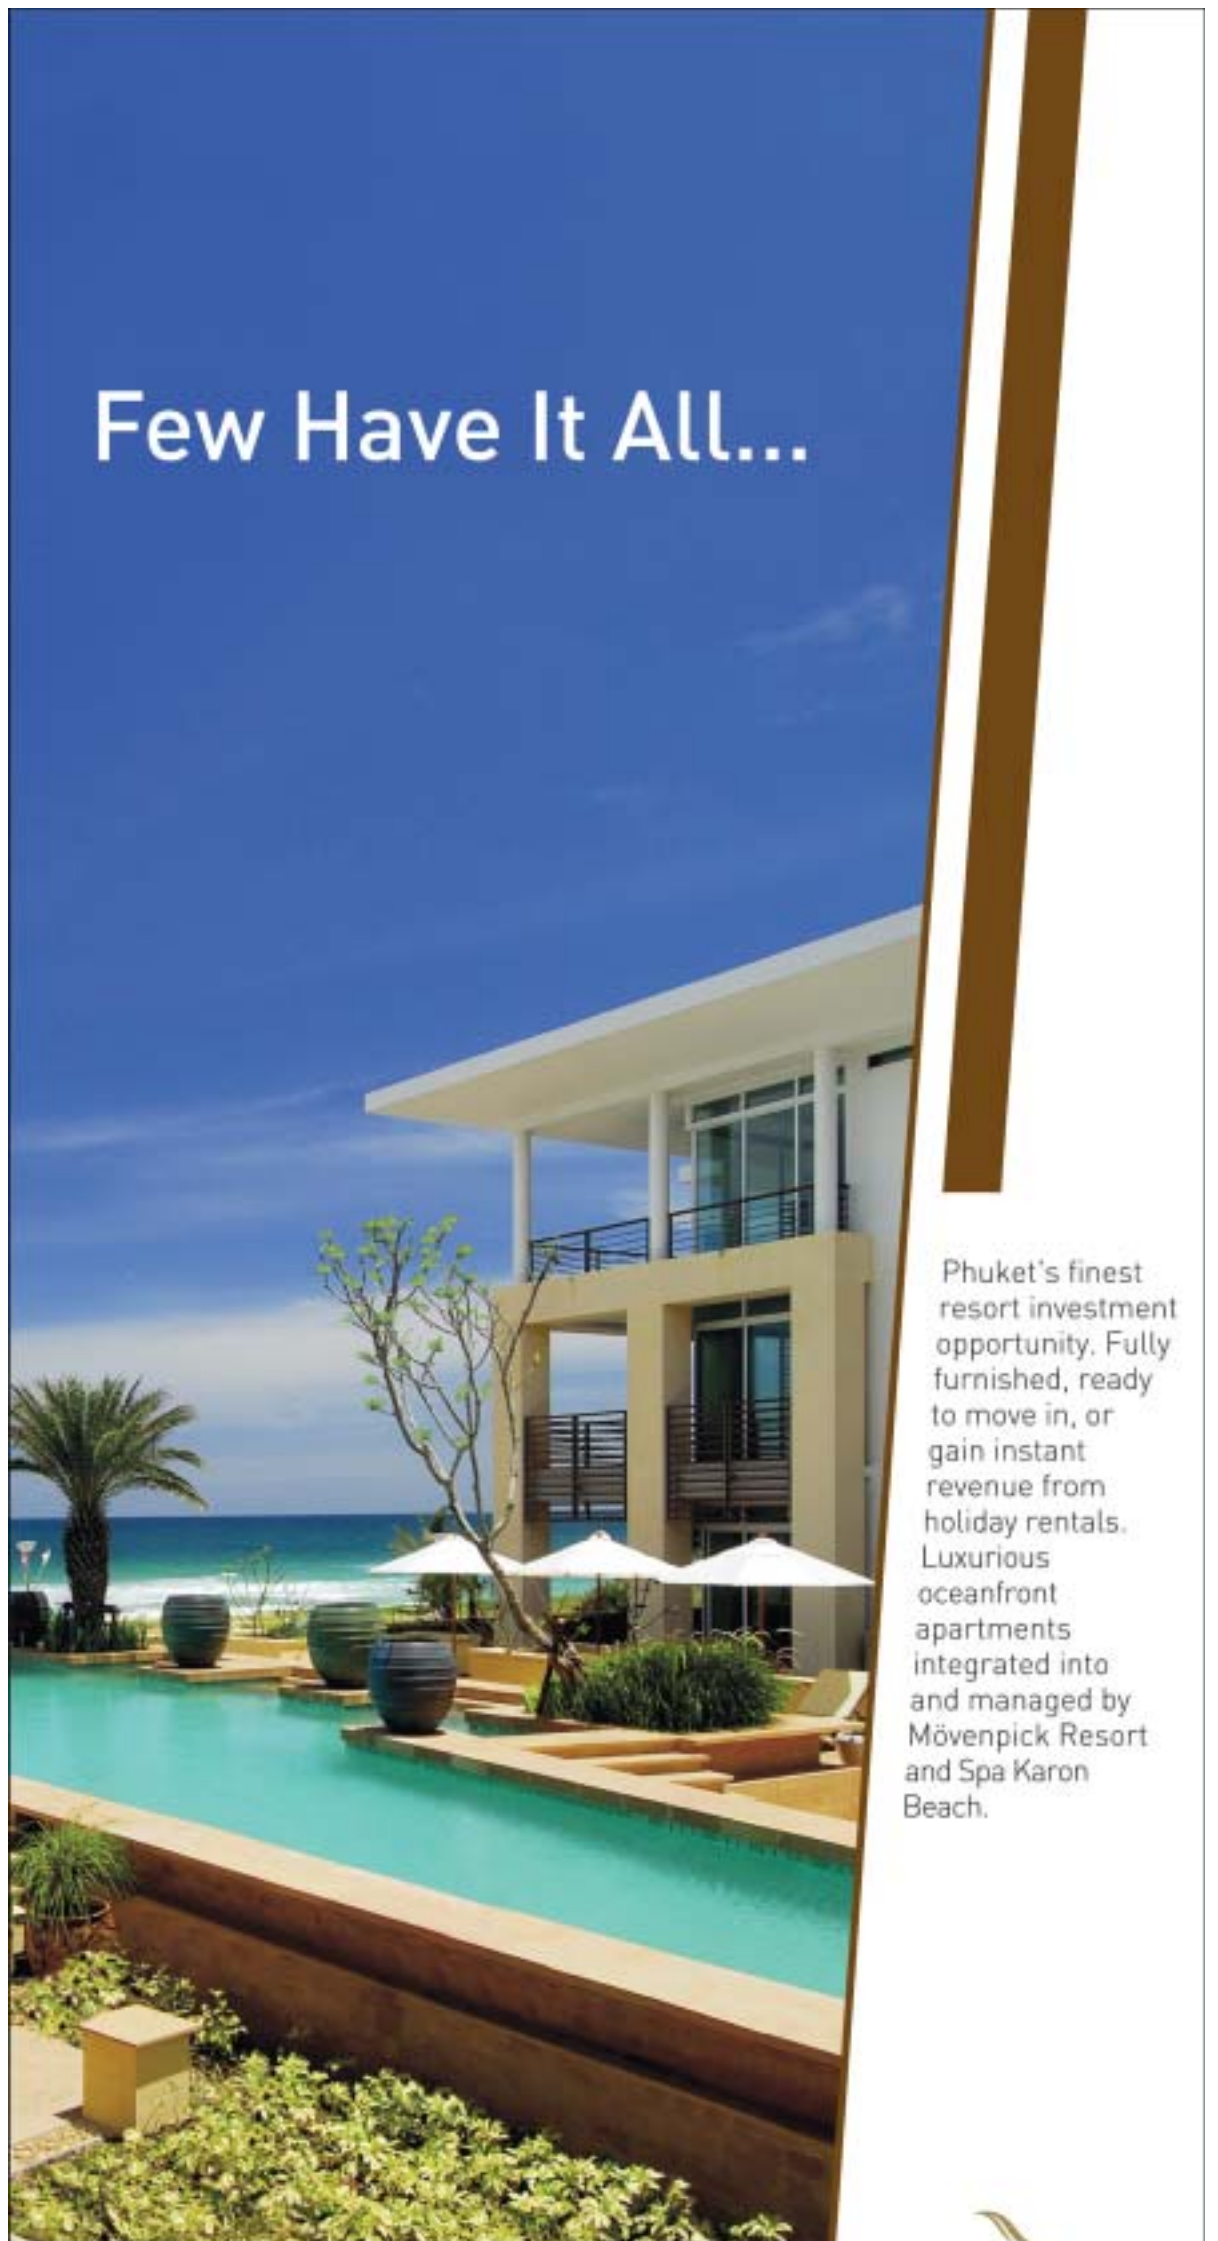 Few Have It All...
Phuket's finest
resort investment
opportunity. Fully
furnished, ready
to move in, or
gain instant
revenue from
holiday rentals.
Luxurious
oceanfront
apartments
integrated into
and managed by
Mövenpick Resort
and Spa Karon
Beach.